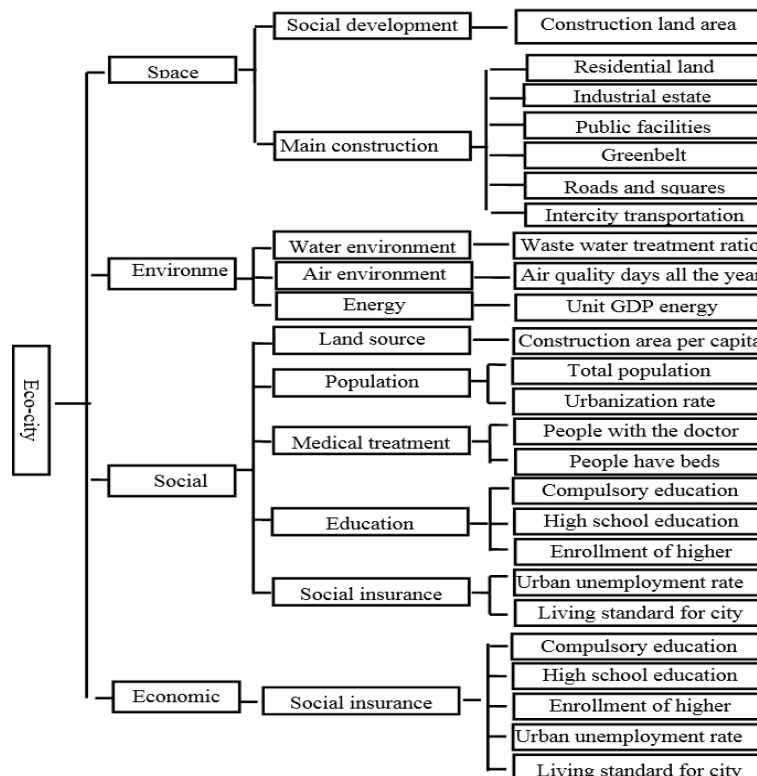 Eco-city
Space
Social development
Construction land area
Main construction
Residential land
Industrial estate
Public facilities
Greenbelt
Roads and squares
Intercity transportation
Environme
Water environment
Waste water treatment ratio
Air environment
Air quality days all the year
Energy
Unit GDP energy
Social
Land source
Construction area per capita
Population
Total population
Urbanization rate
Medical treatment
People with the doctor
People have beds
Education
Compulsory education
High school education
Enrollment of higher
Social insurance
Urban unemployment rate
Living standard for city
Economic
Social insurance
Compulsory education
High school education
Enrollment of higher
Urban unemployment rate
Living standard for city